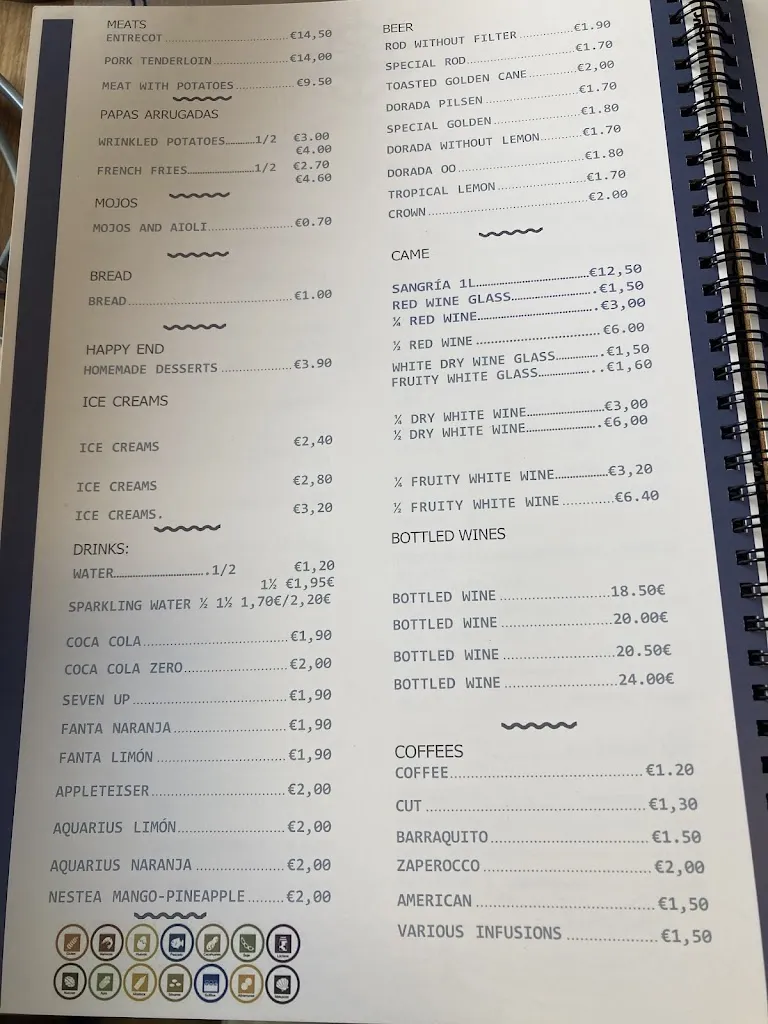 MEATS
ENTRECOT.....€14,50
PORK TENDERLOIN.....€14,00
MEAT WITH POTATOES.....€9.50
PAPAS ARRUGADAS
WRINKLED POTATOES.....1/2 €3.00
€4.00
FRENCH FRIES.....1/2 €2.70
€4.60
MOJOS
MOJOS AND AIOLI.....€0.70
BREAD
BREAD.....€1.00
HAPPY END
HOMEMADE DESSERTS.....€3.90
ICE CREAMS
ICE CREAMS €2,40
ICE CREAMS €2,80
ICE CREAMS. €3,20
DRINKS:
WATER.....1/2 €1,20
1½ €1,95€
SPARKLING WATER ½ 1½ 1,70€/2,20€
COCA COLA.....€1,90
COCA COLA ZERO.....€2,00
SEVEN UP.....€1,90
FANTA NARANJA.....€1,90
FANTA LIMÓN.....€1,90
APPLETEISER.....€2,00
AQUARIUS LIMÓN.....€2,00
AQUARIUS NARANJA.....€2,00
NESTEA MANGO-PINEAPPLE.....€2,00
BEER
ROD WITHOUT FILTER.....€1.90
SPECIAL ROD.....€1.70
TOASTED GOLDEN CANE.....€2,00
DORADA PILSEN.....€1.70
SPECIAL GOLDEN.....€1.80
DORADA WITHOUT LEMON.....€1.70
DORADA OO.....€1.80
TROPICAL LEMON.....€1.70
CROWN.....€2.00
CAME
SANGRÍA 1L.....€12,50
RED WINE GLASS.....€1,50
¼ RED WINE.....€3,00
½ RED WINE.....€6.00
WHITE DRY WINE GLASS.....€1,50
FRUITY WHITE GLASS.....€1,60
¼ DRY WHITE WINE.....€3,00
½ DRY WHITE WINE.....€6,00
¼ FRUITY WHITE WINE.....€3,20
½ FRUITY WHITE WINE.....€6.40
BOTTLED WINES
BOTTLED WINE.....18.50€
BOTTLED WINE.....20.00€
BOTTLED WINE.....20.50€
BOTTLED WINE.....24.00€
COFFEES
COFFEE.....€1.20
CUT.....€1,30
BARRAQUITO.....€1.50
ZAPEROCCO.....€2,00
AMERICAN.....€1,50
VARIOUS INFUSIONS.....€1,50